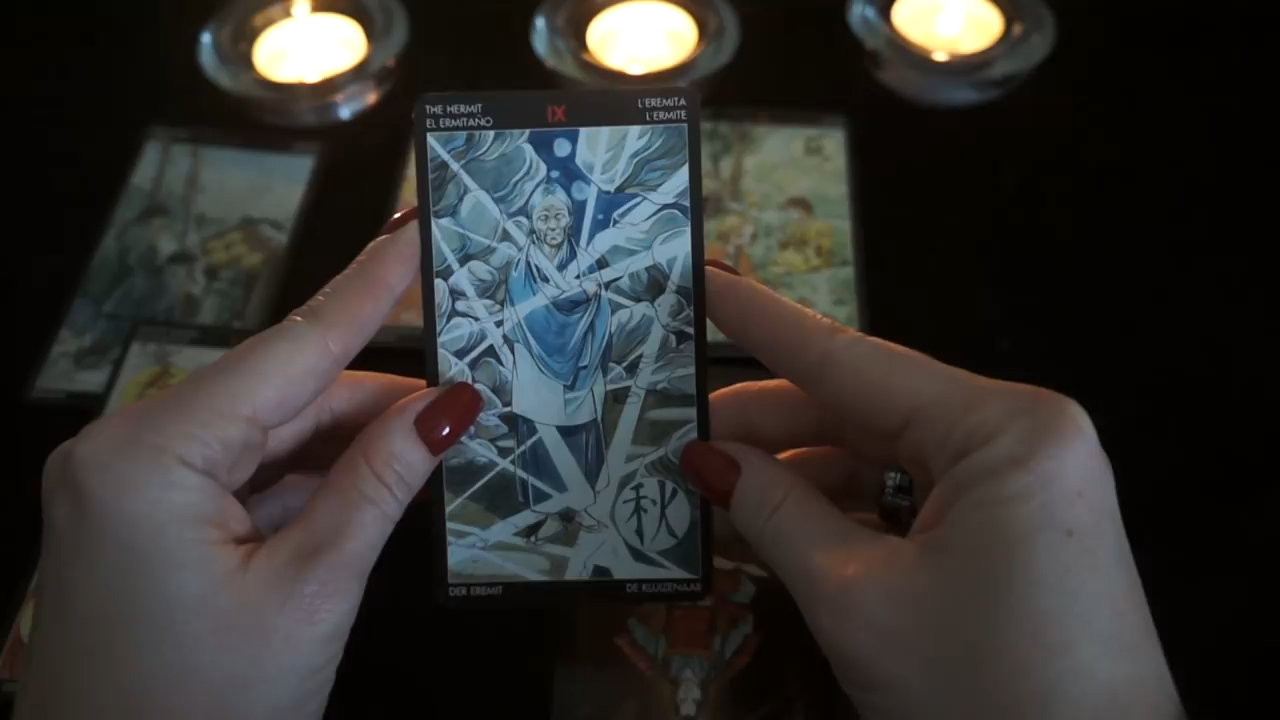 THE HERMIT
EL ERMITAÑO
IX
L'EREMITA
L'ERMITE
秋
DER EREMIT
DE KLUIZENAAR